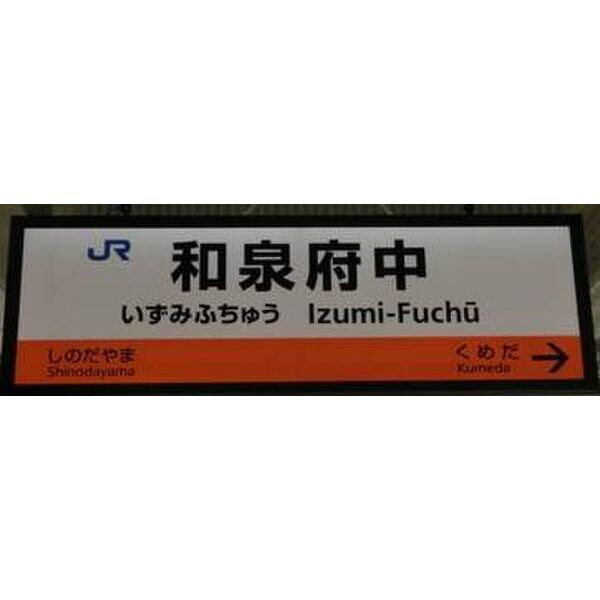 JR 和泉府中
いずみふちゅう Izumi-Fuchū
しのだやま くめだ →
Shinodayama Kumeda